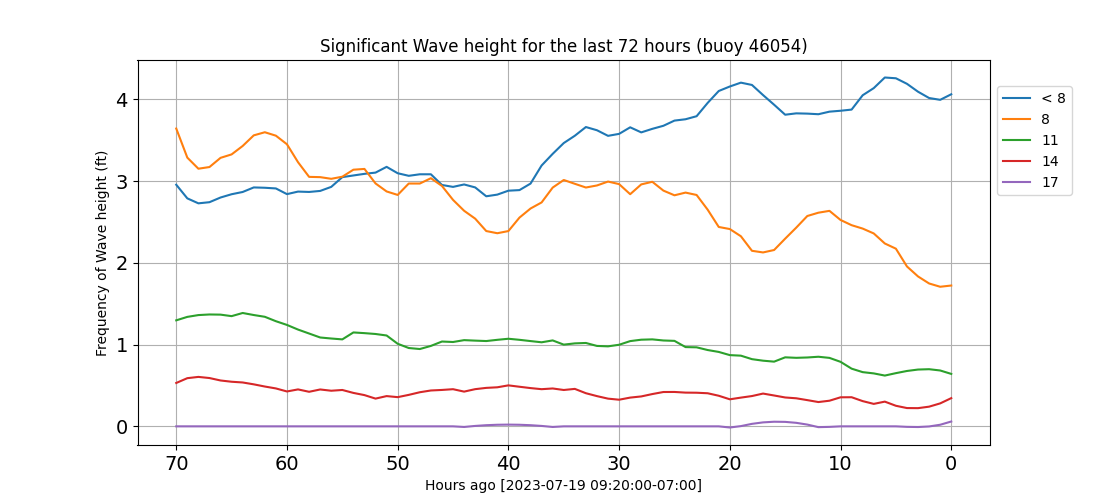 Significant Wave height for the last 72 hours (buoy 46054)
Frequency of Wave height (ft)
4
3
2
1
0
70 60 50 40 30 20 10 0
Hours ago [2023-07-19 09:20:00-07:00]
< 8
8
11
14
17